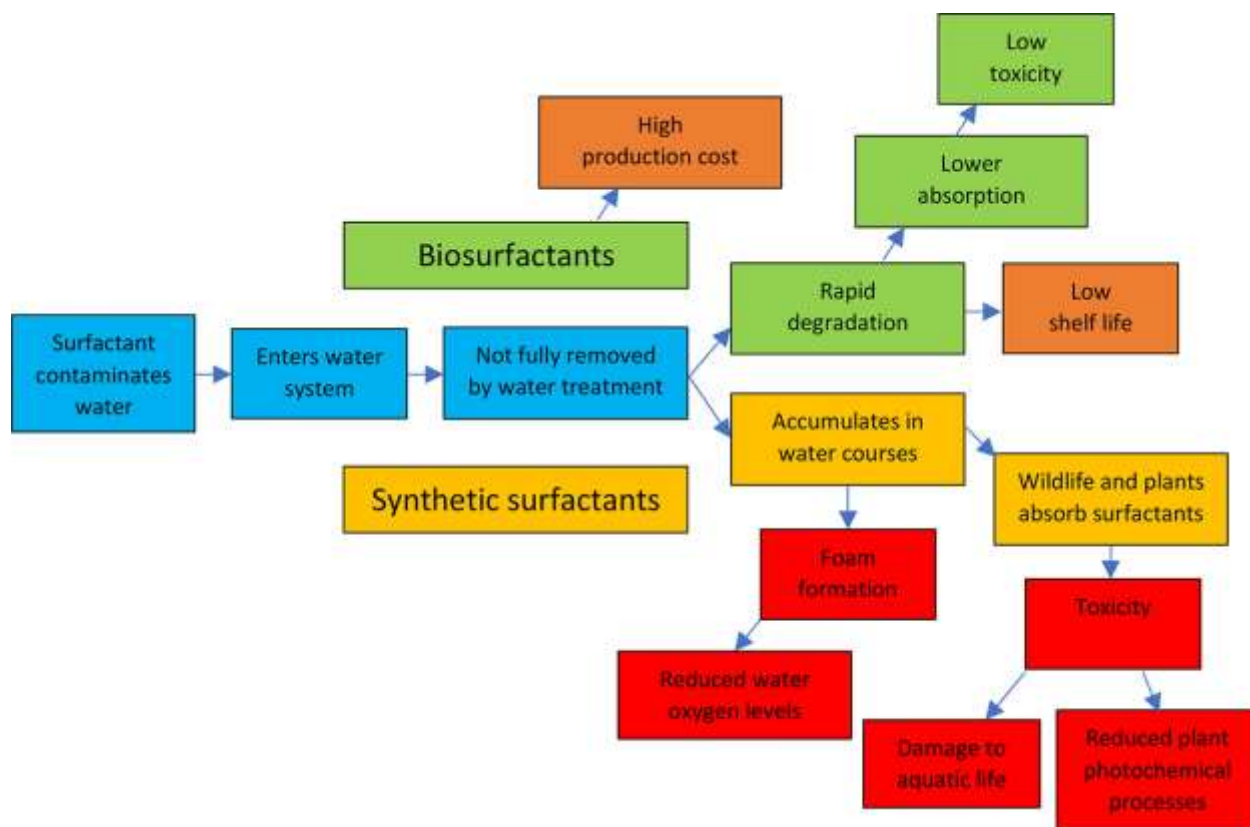 Low
toxicity
High
production cost
Lower
absorption
Biosurfactants
Rapid
degradation
Low
shelf life
Surfactant
contaminates
water
Enters water
system
Not fully removed
by water treatment
Accumulates in
water courses
Synthetic surfactants
Wildlife and plants
absorb surfactants
Foam
formation
Toxicity
Reduced water
oxygen levels
Damage to
aquatic life
Reduced plant
photochemical
processes